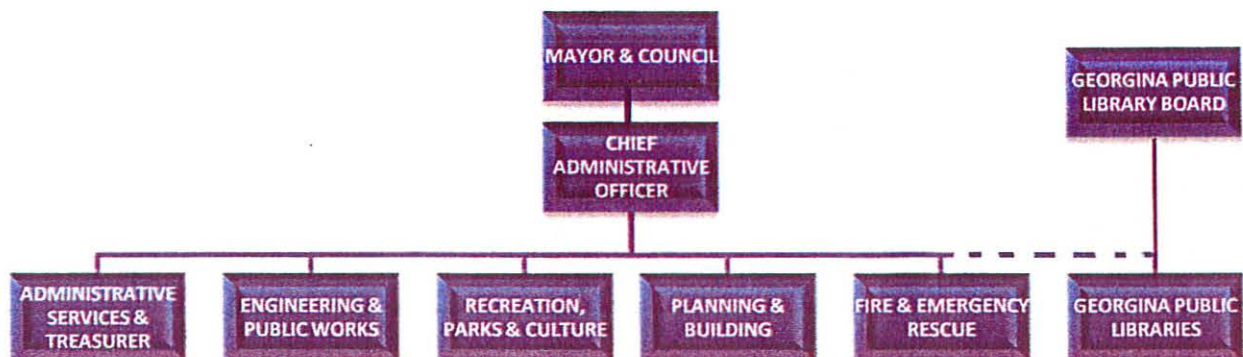 MAYOR & COUNCIL
GEORGINA PUBLIC
LIBRARY BOARD
CHIEF
ADMINISTRATIVE
OFFICER
ADMINISTRATIVE
SERVICES &
TREASURER
ENGINEERING &
PUBLIC WORKS
RECREATION,
PARKS & CULTURE
PLANNING &
BUILDING
FIRE & EMERGENCY
RESCUE
GEORGINA PUBLIC
LIBRARIES